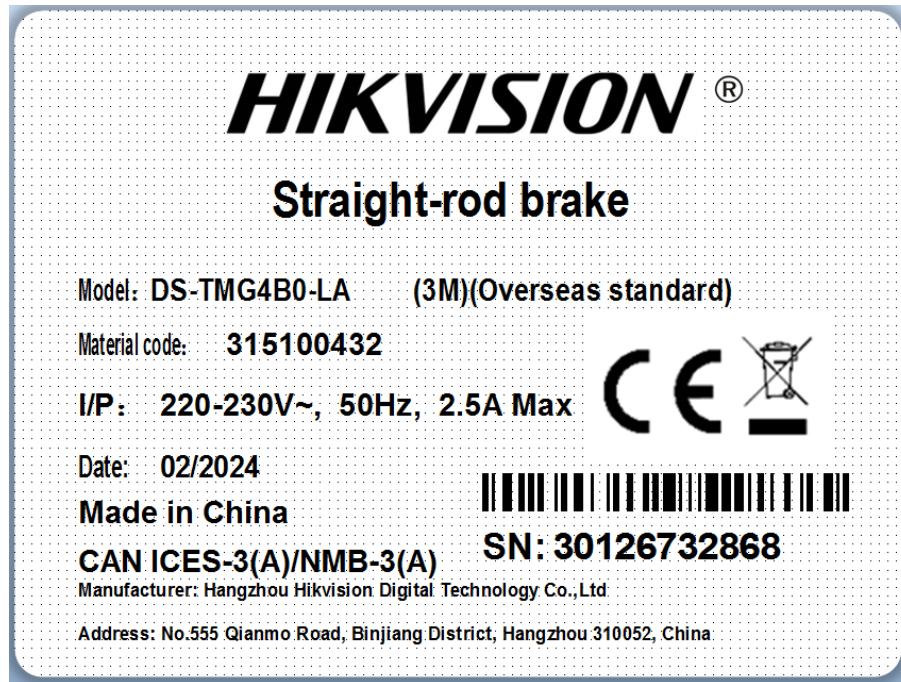 HIKVISION ®
Straight-rod brake
Model： DS-TMG4B0-LA (3M)(Overseas standard)
Material code： 315100432
I/P： 220-230V~, 50Hz, 2.5A Max
CE
Date: 02/2024
Made in China
SN: 30126732868
CAN ICES-3(A)/NMB-3(A)
Manufacturer: Hangzhou Hikvision Digital Technology Co.,Ltd
Address: No.555 Qianmo Road, Binjiang District, Hangzhou 310052, China